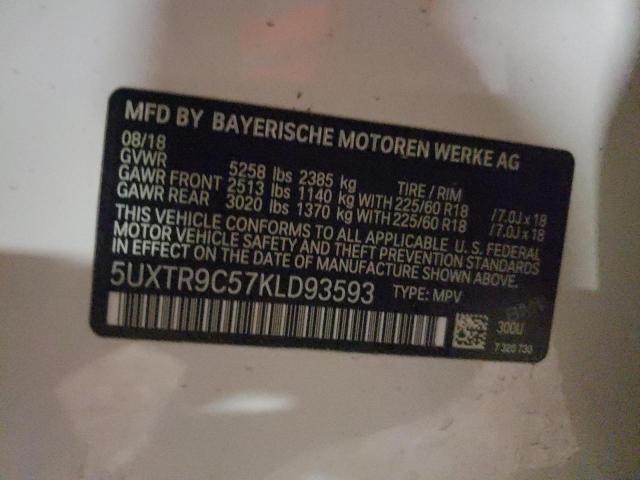 MFD BY BAYERISCHE MOTOREN WERKE AG
08/18
GVWR 5258 lbs 2385 kg TIRE / RIM
GAWR FRONT 2513 lbs 1140 kg WITH 225/60 R18 /7.0J x 18
GAWR REAR 3020 lbs 1370 kg WITH 225/60 R18 /7.0J x 18
THIS VEHICLE CONFORMS TO ALL APPLICABLE U.S. FEDERAL
MOTOR VEHICLE SAFETY AND THEFT PREVENTION STANDARDS
IN EFFECT ON THE DATE OF MANUFACTURE SHOWN ABOVE.
5UXTR9C57KLD93593 TYPE: MPV
300U
7 320 730